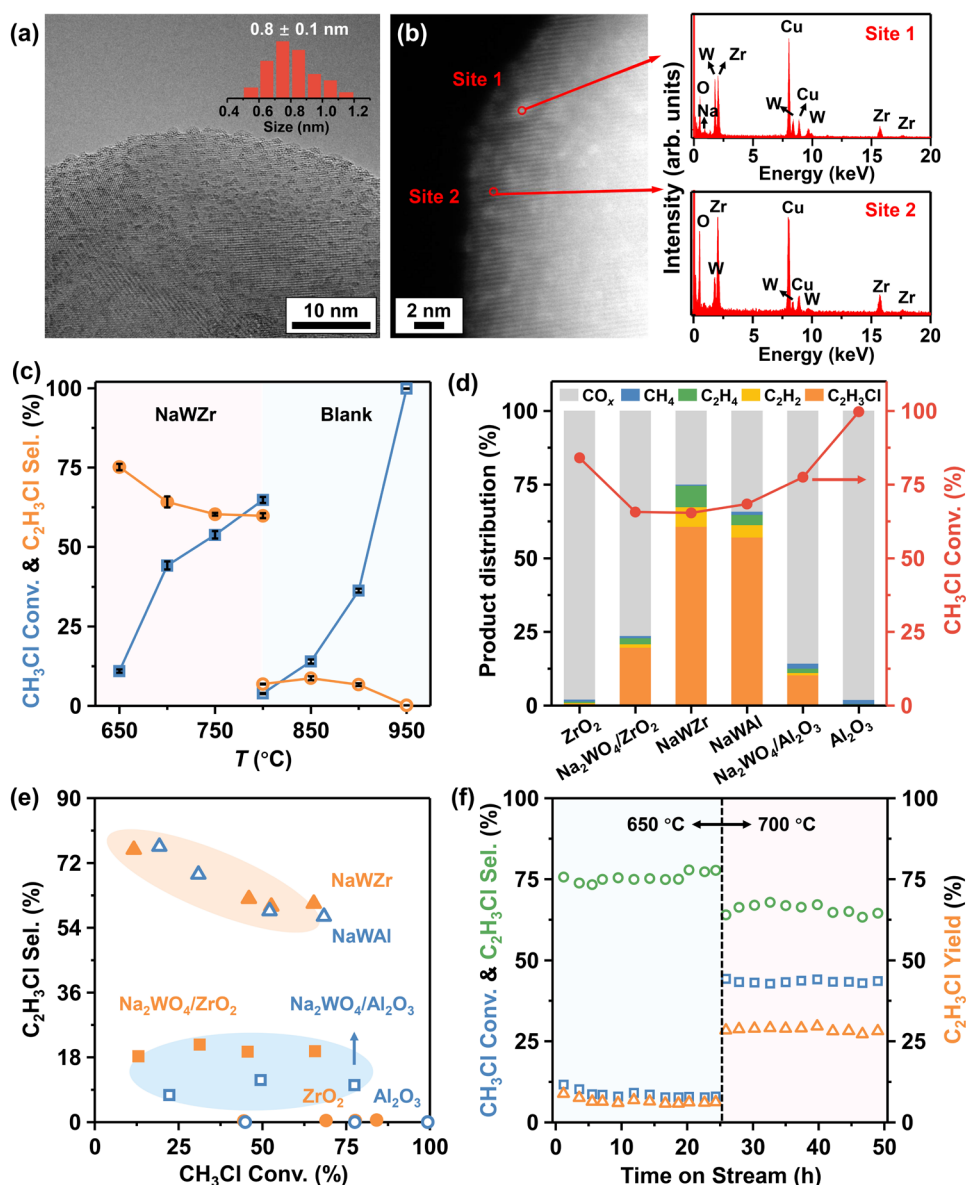 (a)
0.8 ± 0.1 nm
0.4 0.6 0.8 1.0 1.2
Size (nm)
10 nm
(b)
Site 1
Site 2
2 nm
Intensity (arb. units)
Site 1
Cu
W
Zr
O
Na
W
Cu
W
Zr
Zr
0 5 10 15 20
Energy (keV)
Site 2
Cu
Zr
O
W
W
Cu
W
Zr
Zr
0 5 10 15 20
Energy (keV)
(c)
CH₃Cl Conv. & C₂H₃Cl Sel. (%)
100
75
50
25
0
NaWZr
Blank
650 750 850 950
T (°C)
(d)
COₓ CH₄ C₂H₄ C₂H₂ C₂H₃Cl
Product distribution (%)
100
75
50
25
0
100
75
50
25
0
CH₃Cl Conv. (%)
ZrO₂
Na₂WO₄/ZrO₂
NaWZr
NaWAl
Na₂WO₄/Al₂O₃
Al₂O₃
(e)
C₂H₃Cl Sel. (%)
90
72
54
36
18
0
NaWZr
NaWAl
Na₂WO₄/ZrO₂
Na₂WO₄/Al₂O₃
ZrO₂
Al₂O₃
0 25 50 75 100
CH₃Cl Conv. (%)
(f)
CH₃Cl Conv. & C₂H₃Cl Sel. (%)
100
75
50
25
0
650 °C
700 °C
100
75
50
25
0
C₂H₃Cl Yield (%)
0 10 20 30 40 50
Time on Stream (h)